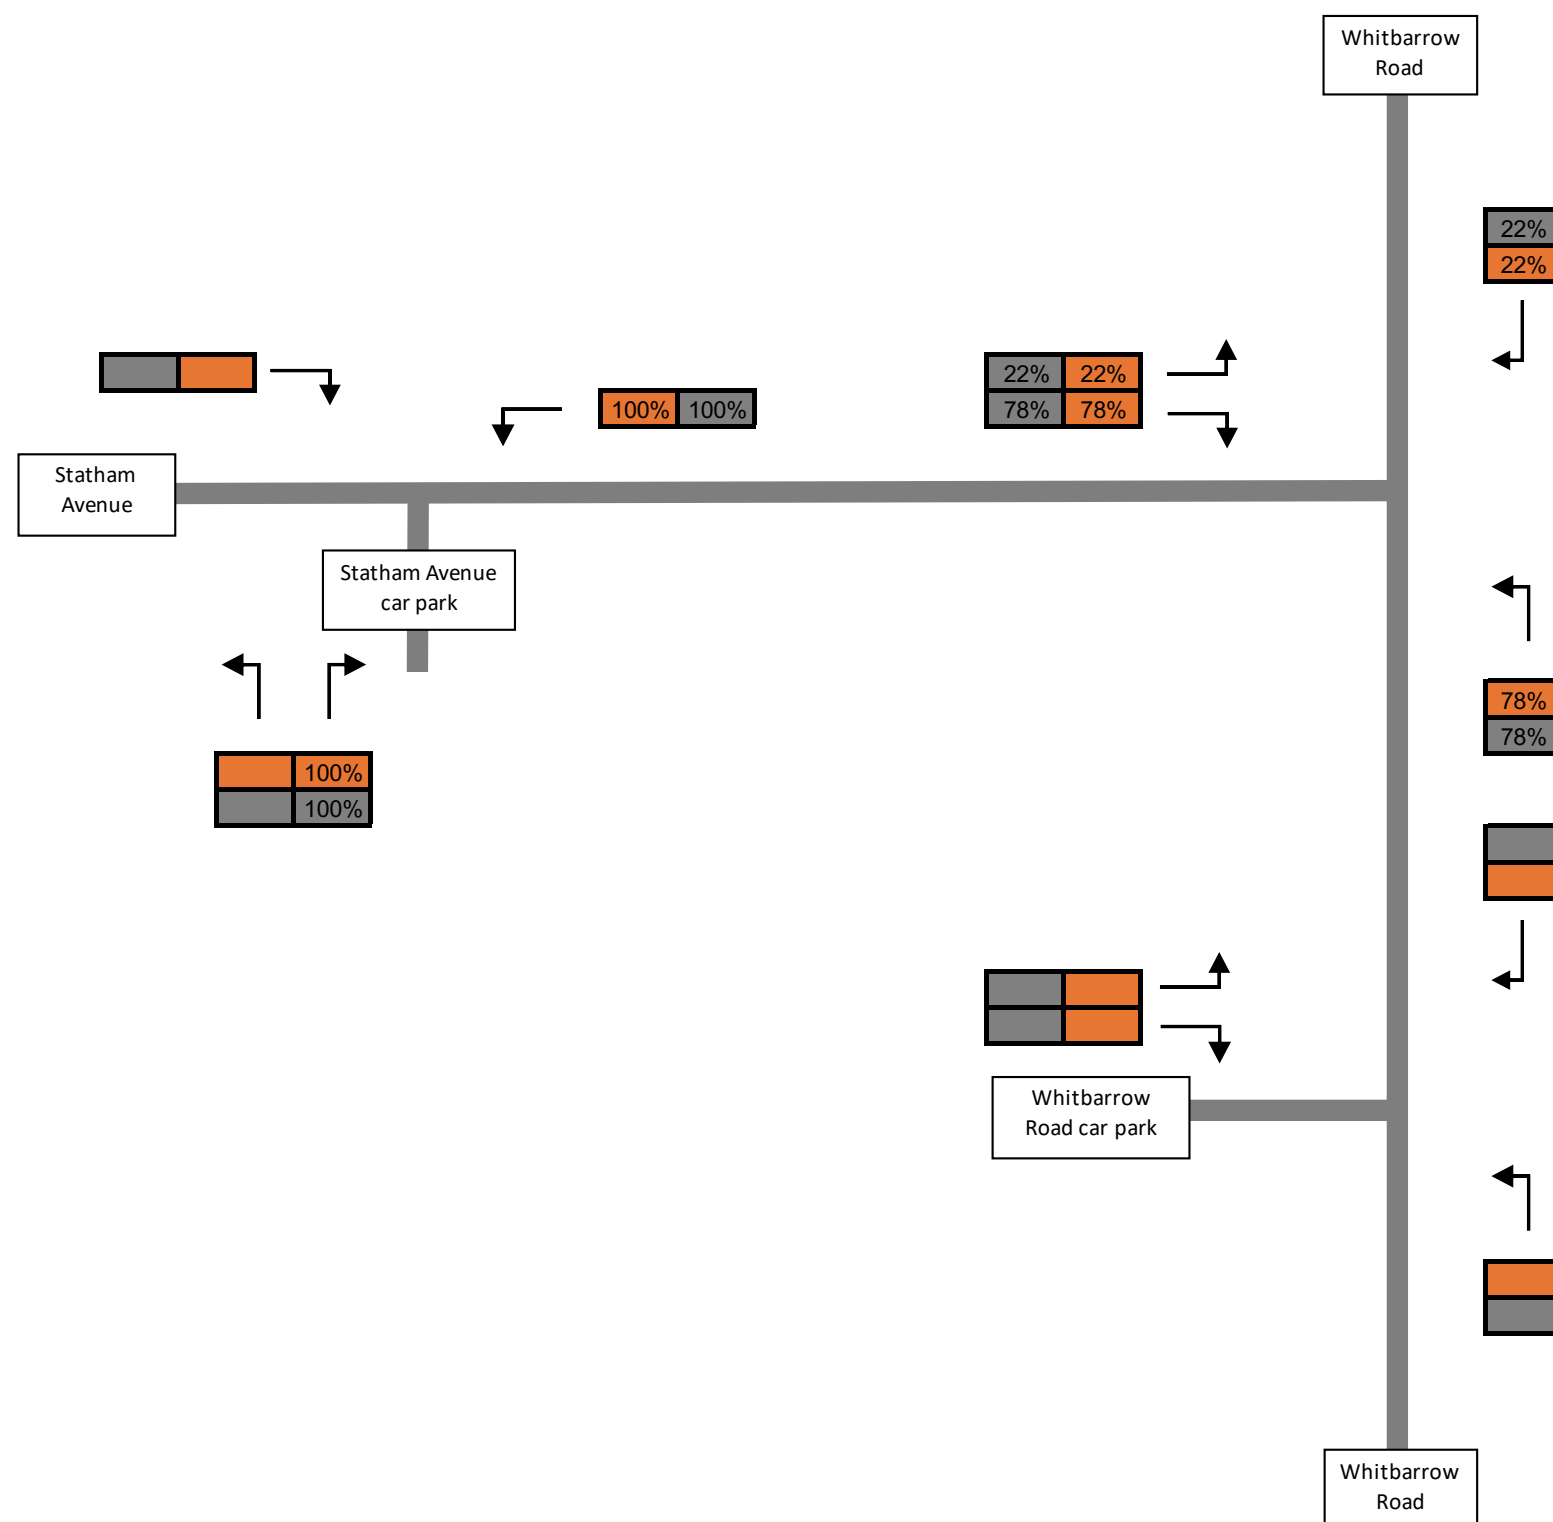 Whitbarrow
Road
22%
22%
22% 22%
78% 78%
100% 100%
Statham
Avenue
Statham Avenue
car park
78%
78%
100%
100%
Whitbarrow
Road car park
Whitbarrow
Road